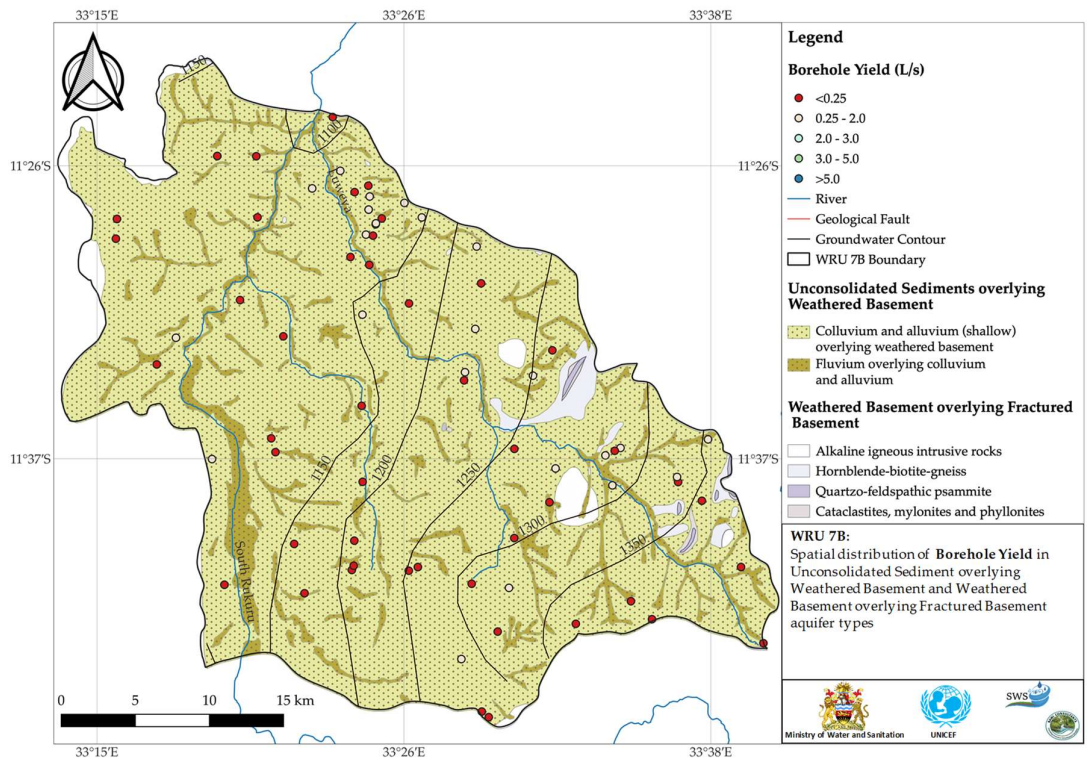 33°15'E 33°26'E 33°38'E
11°26'S 11°26'S
11°37'S 11°37'S
33°15'E 33°26'E 33°38'E
1150
1100
Luweya
1150
1200
1250
1300
1350
South Rukuru
0 5 10 15 km
Legend
Borehole Yield (L/s)
<0.25
0.25 - 2.0
2.0 - 3.0
3.0 - 5.0
>5.0
River
Geological Fault
Groundwater Contour
WRU 7B Boundary
Unconsolidated Sediments overlying
Weathered Basement
Colluvium and alluvium (shallow)
overlying weathered basement
Fluvium overlying colluvium
and alluvium
Weathered Basement overlying Fractured
Basement
Alkaline igneous intrusive rocks
Hornblende-biotite-gneiss
Quartzo-feldspathic psammite
Cataclastites, mylonites and phyllonites
WRU 7B:
Spatial distribution of Borehole Yield in
Unconsolidated Sediment overlying
Weathered Basement and Weathered
Basement overlying Fractured Basement
aquifer types
Ministry of Water and Sanitation
UNICEF
SWS